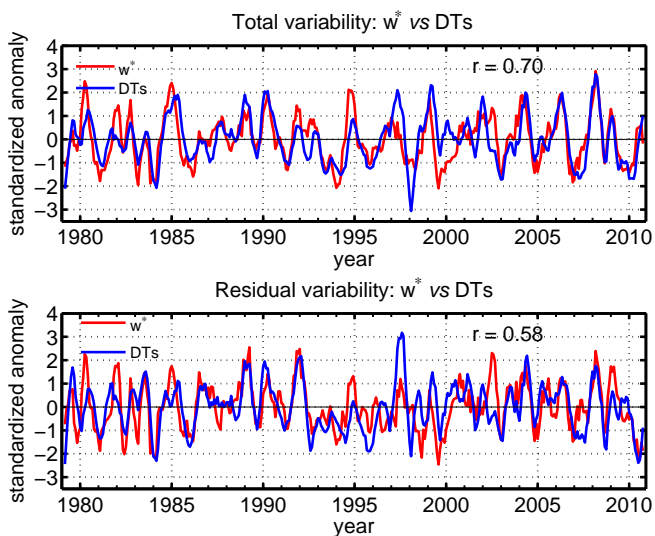 Total variability: w* vs DTs
standardized anomaly
4
3
2
1
0
−1
−2
−3
w*
DTs
r = 0.70
1980 1985 1990 1995 2000 2005 2010
year
Residual variability: w* vs DTs
standardized anomaly
4
3
2
1
0
−1
−2
−3
w*
DTs
r = 0.58
1980 1985 1990 1995 2000 2005 2010
year